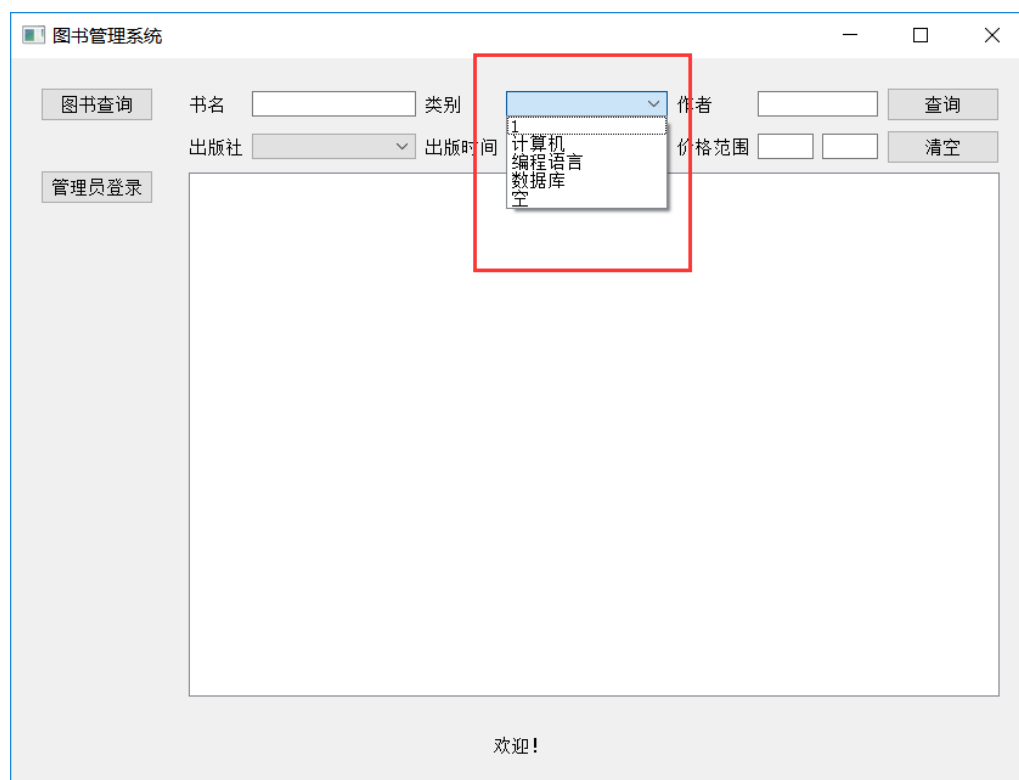 图书管理系统
图书查询 书名 类别 作者 查询
1
出版社 出版时间 价格范围 清空
计算机
编程语言
数据库
空
管理员登录
欢迎!